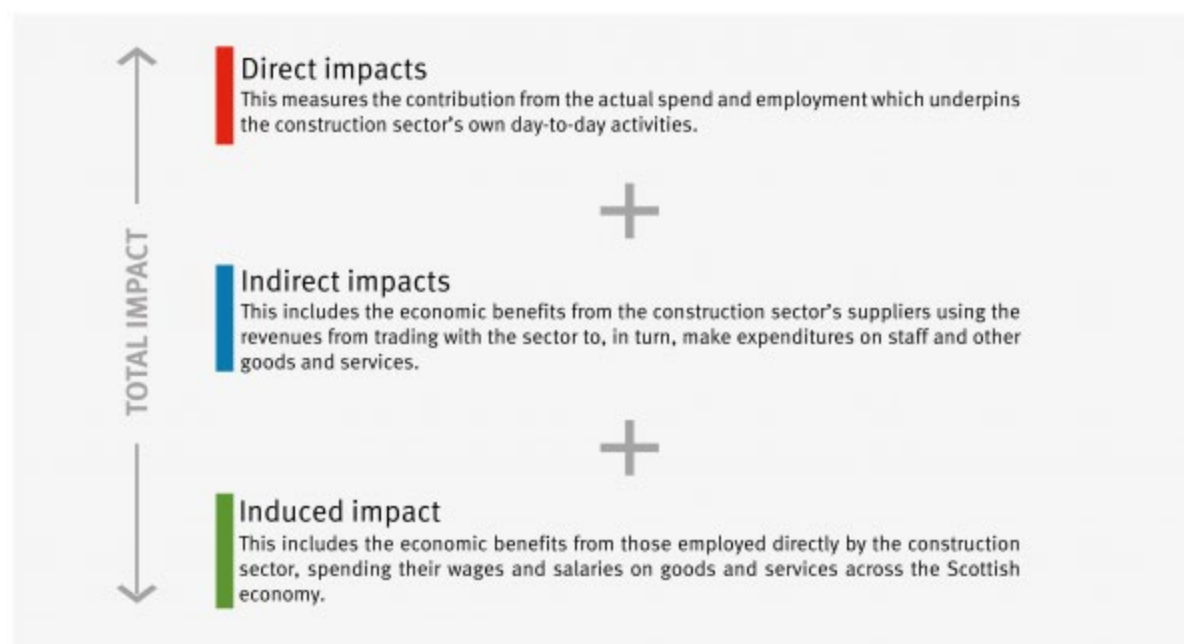 Direct impacts
This measures the contribution from the actual spend and employment which underpins
the construction sector's own day-to-day activities.
+
TOTAL IMPACT
Indirect impacts
This includes the economic benefits from the construction sector's suppliers using the
revenues from trading with the sector to, in turn, make expenditures on staff and other
goods and services.
+
Induced impact
This includes the economic benefits from those employed directly by the construction
sector, spending their wages and salaries on goods and services across the Scottish
economy.